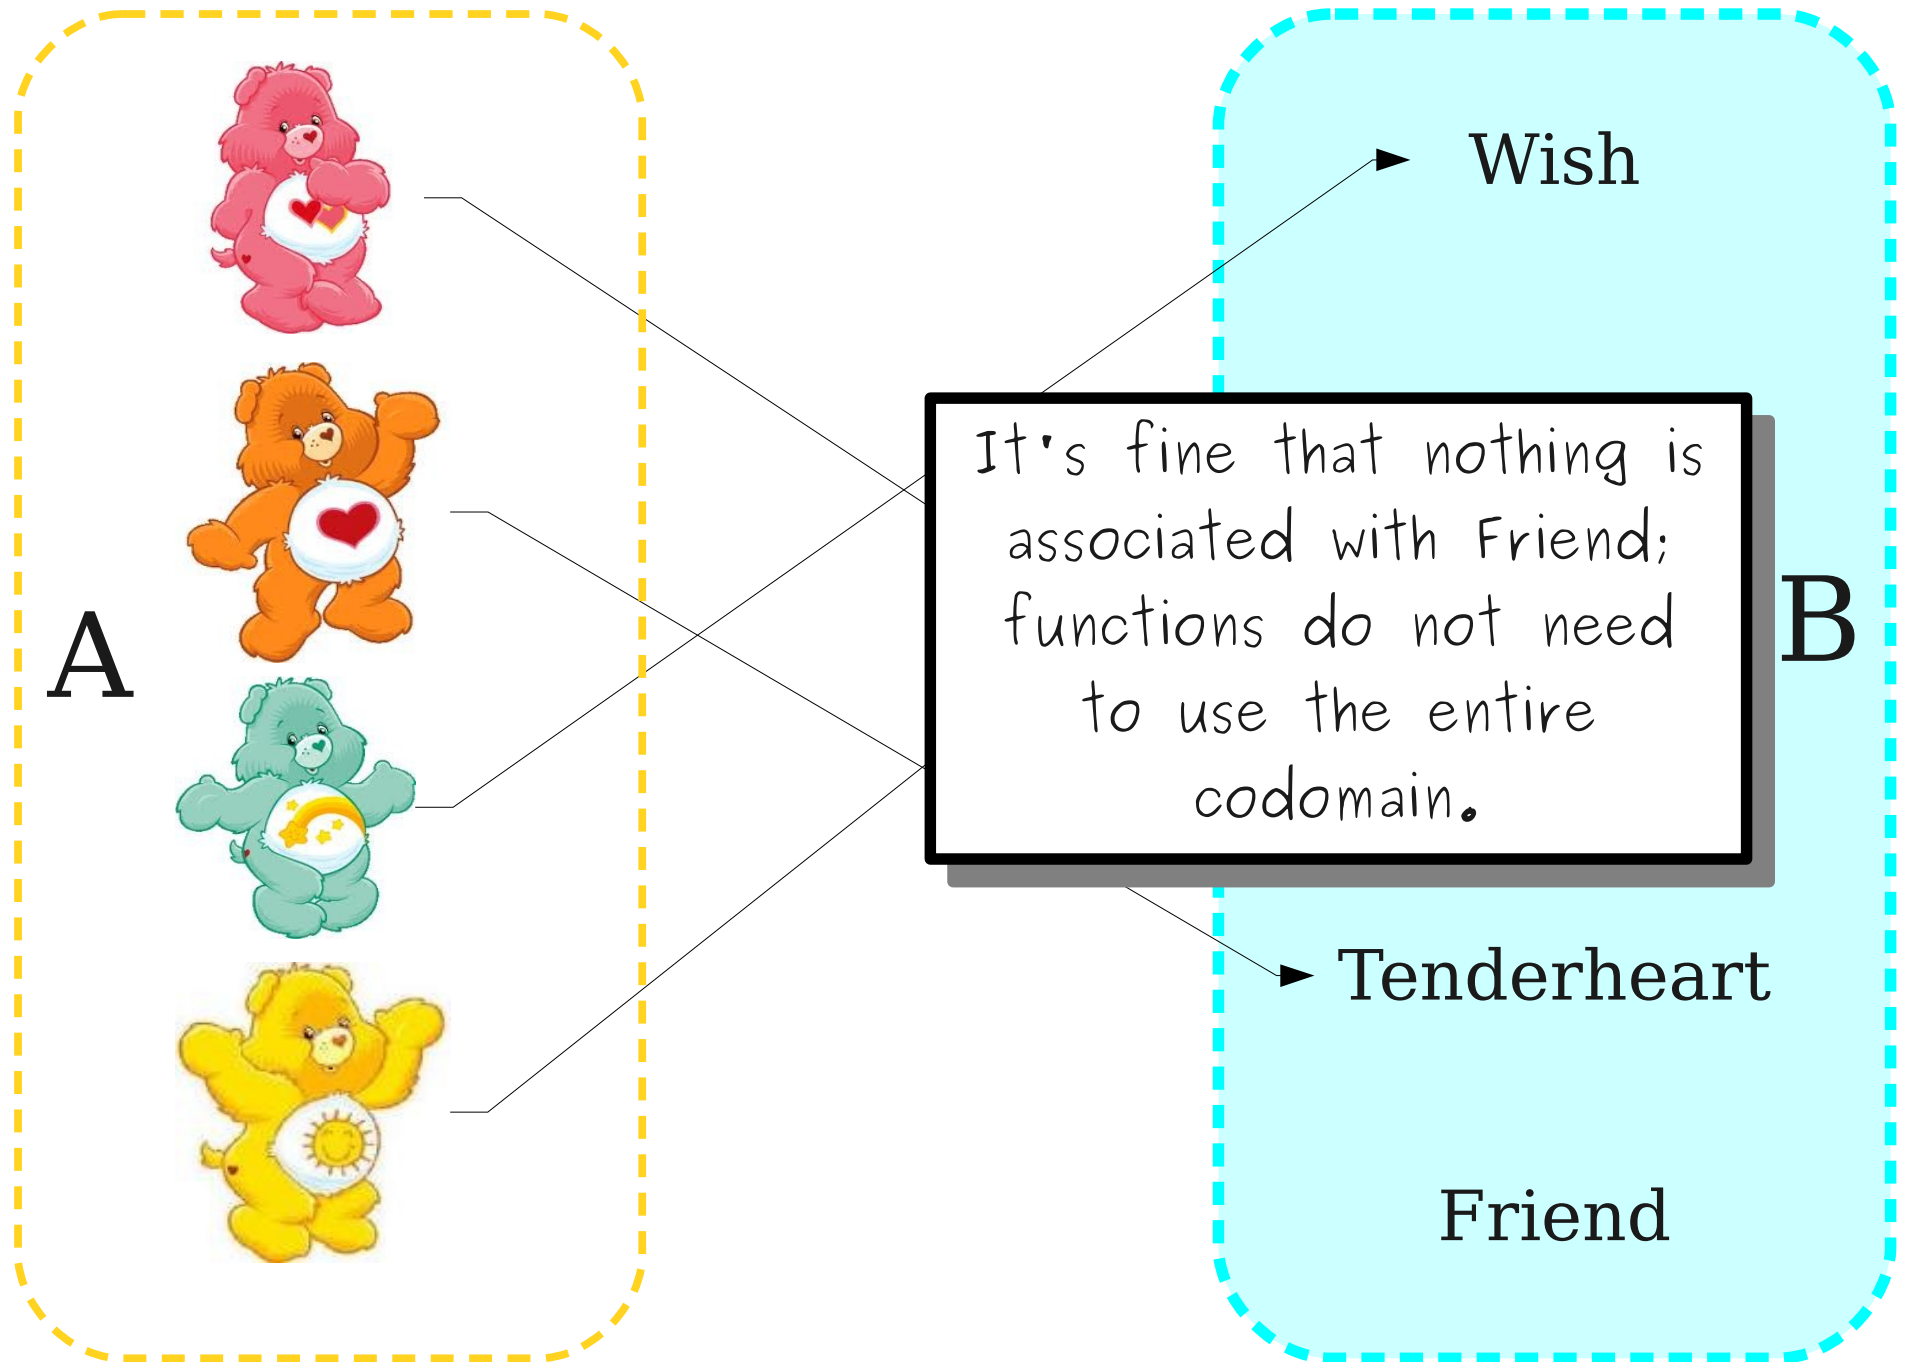 Wish
It's fine that nothing is
associated with Friend;
functions do not need
to use the entire
codomain.
A
B
Tenderheart
Friend